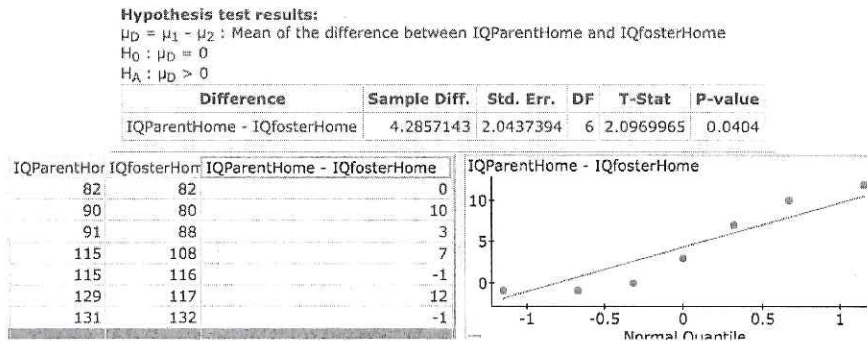 Hypothesis test results:
μD = μ1 - μ2 : Mean of the difference between IQParentHome and IQfosterHome
H0 : μD = 0
HA : μD > 0
Difference Sample Diff. Std. Err. DF T-Stat P-value
IQParentHome - IQfosterHome 4.2857143 2.0437394 6 2.0969965 0.0404
IQParentHor IQfosterHom IQParentHome - IQfosterHome
82 82 0
90 80 10
91 88 3
115 108 7
115 116 -1
129 117 12
131 132 -1
IQParentHome - IQfosterHome
10
5
0
-1 -0.5 0 0.5 1
Normal Quantile